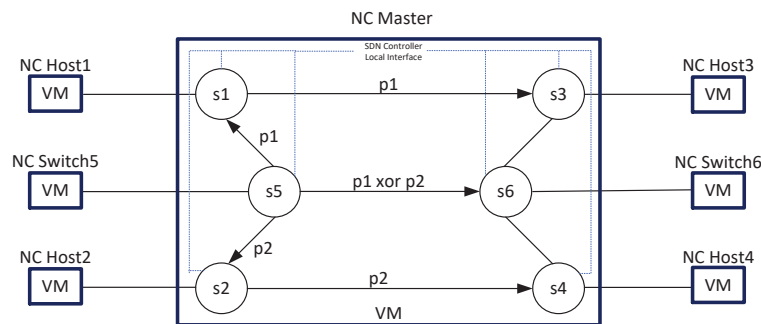 NC Master
SDN Controller
Local Interface
NC Host1
VM
s1
p1
s3
NC Host3
VM
p1
NC Switch5
VM
s5
p1 xor p2
s6
NC Switch6
VM
p2
NC Host2
VM
s2
p2
s4
NC Host4
VM
VM